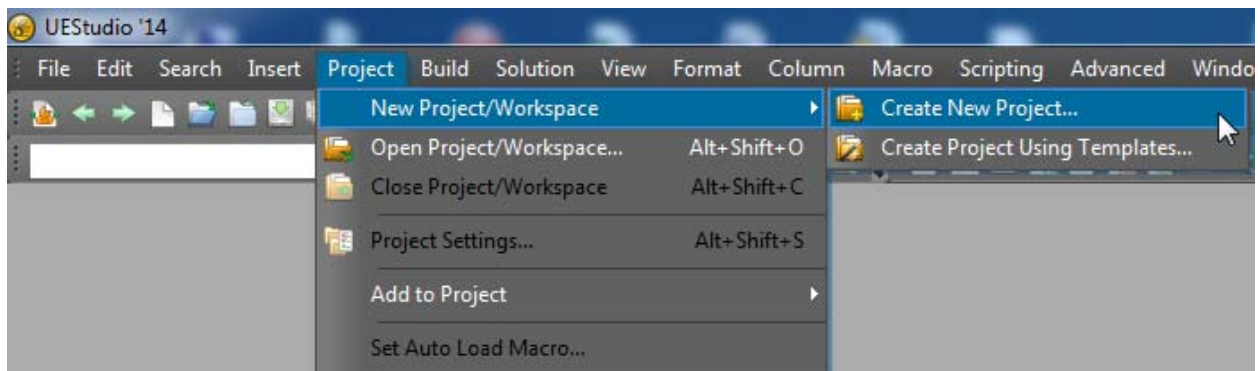 UEStudio '14
File Edit Search Insert Project Build Solution View Format Column Macro Scripting Advanced Windo
New Project/Workspace
Create New Project...
Open Project/Workspace... Alt+Shift+O
Create Project Using Templates...
Close Project/Workspace Alt+Shift+C
Project Settings... Alt+Shift+S
Add to Project
Set Auto Load Macro...